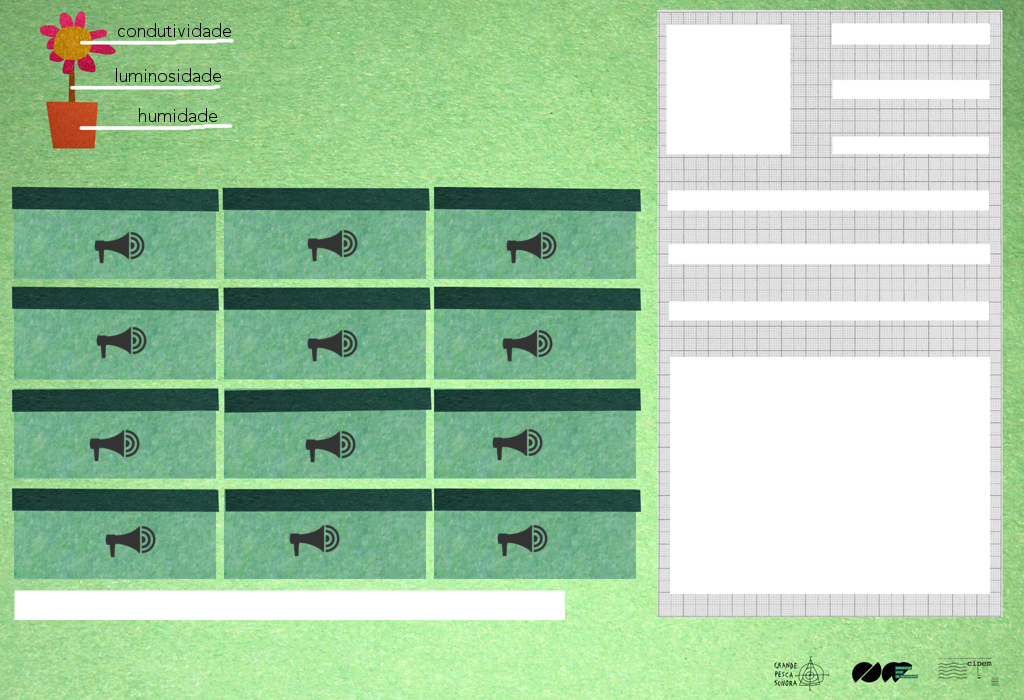 condutividade
luminosidade
humidade
GRANDE
PESCA
SONORA
cipem